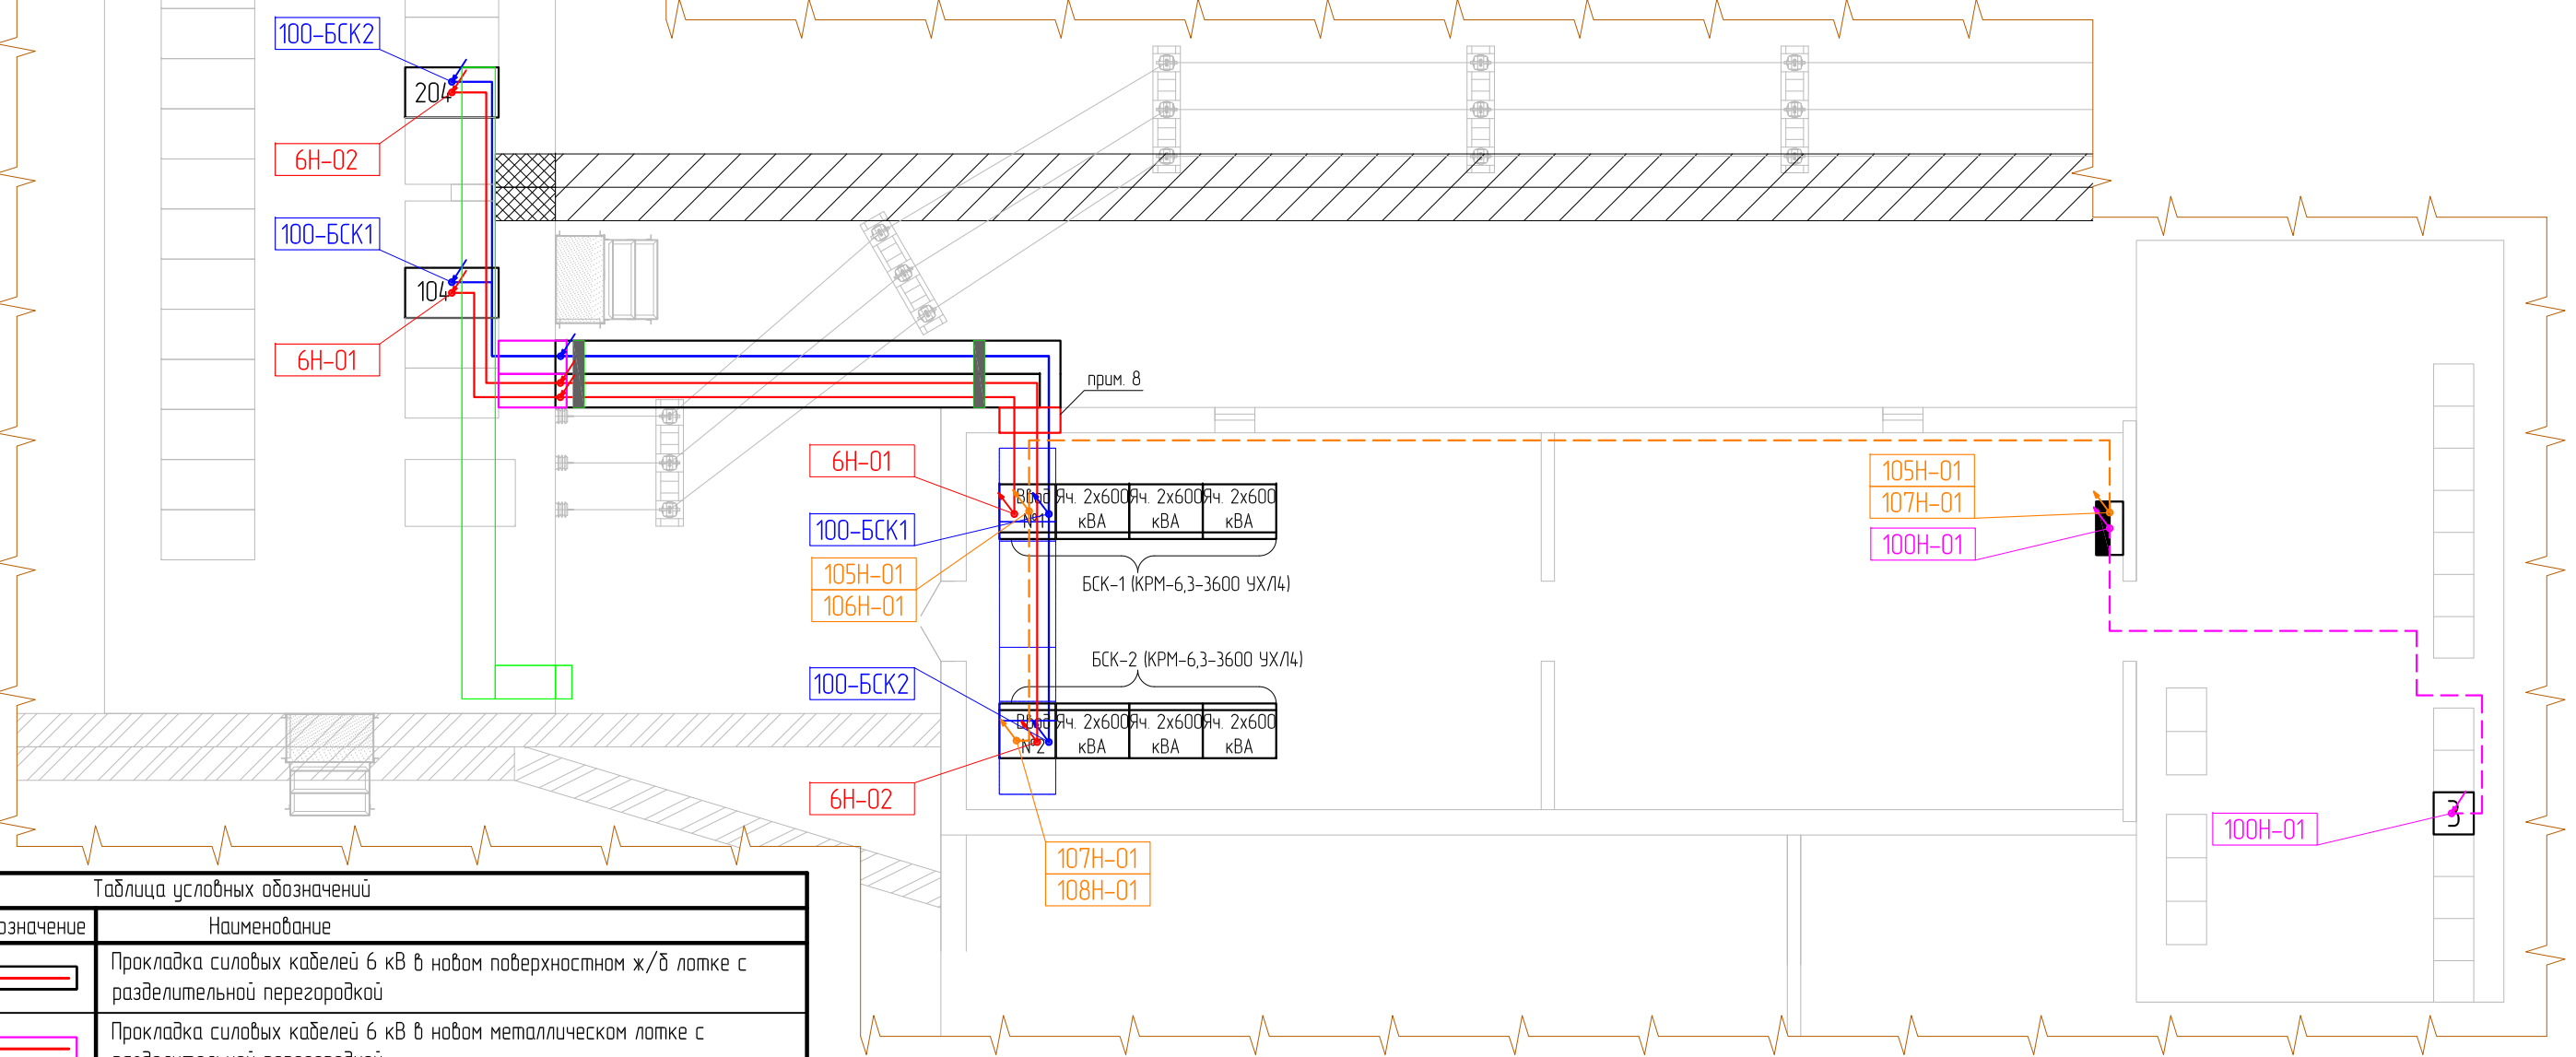 100-БСК2
204
6Н-02
100-БСК1
104
6Н-01
прим. 8
6Н-01
Ввод
№1
Яч. 2х600
кВА
Яч. 2х600
кВА
Яч. 2х600
кВА
100-БСК1
105Н-01
106Н-01
БСК-1 (КРМ-6,3-3600 УХЛ4)
105Н-01
107Н-01
100Н-01
БСК-2 (КРМ-6,3-3600 УХЛ4)
100-БСК2
Ввод
№2
Яч. 2х600
кВА
Яч. 2х600
кВА
Яч. 2х600
кВА
6Н-02
107Н-01
108Н-01
100Н-01
3
Таблица условных обозначений
означение
Наименование
Прокладка силовых кабелей 6 кВ в новом поверхностном ж/б лотке с
разделительной перегородкой
Прокладка силовых кабелей 6 кВ в новом металлическом лотке с